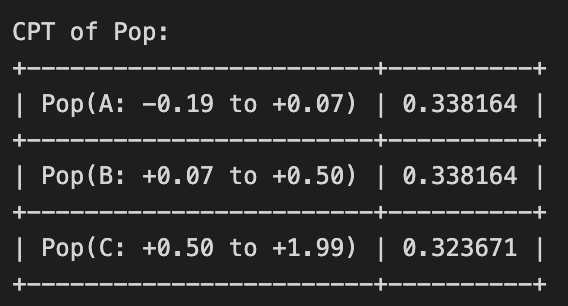 CPT of Pop:
+------------------------+----------+
| Pop(A: -0.19 to +0.07) | 0.338164 |
+------------------------+----------+
| Pop(B: +0.07 to +0.50) | 0.338164 |
+------------------------+----------+
| Pop(C: +0.50 to +1.99) | 0.323671 |
+------------------------+----------+